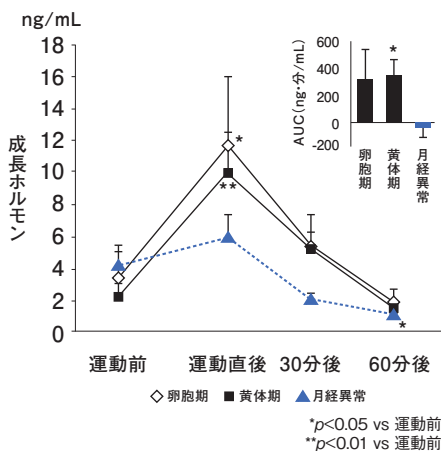 ng/mL
成長ホルモン
18
16
14
12
10
8
6
4
2
0
運動前 運動直後 30分後 60分後
*
**
*
AUC(ng・分/mL)
600
400
200
0
-200
*
卵胞期 黄体期 月経異常
卵胞期 黄体期 月経異常
*p<0.05 vs 運動前
**p<0.01 vs 運動前